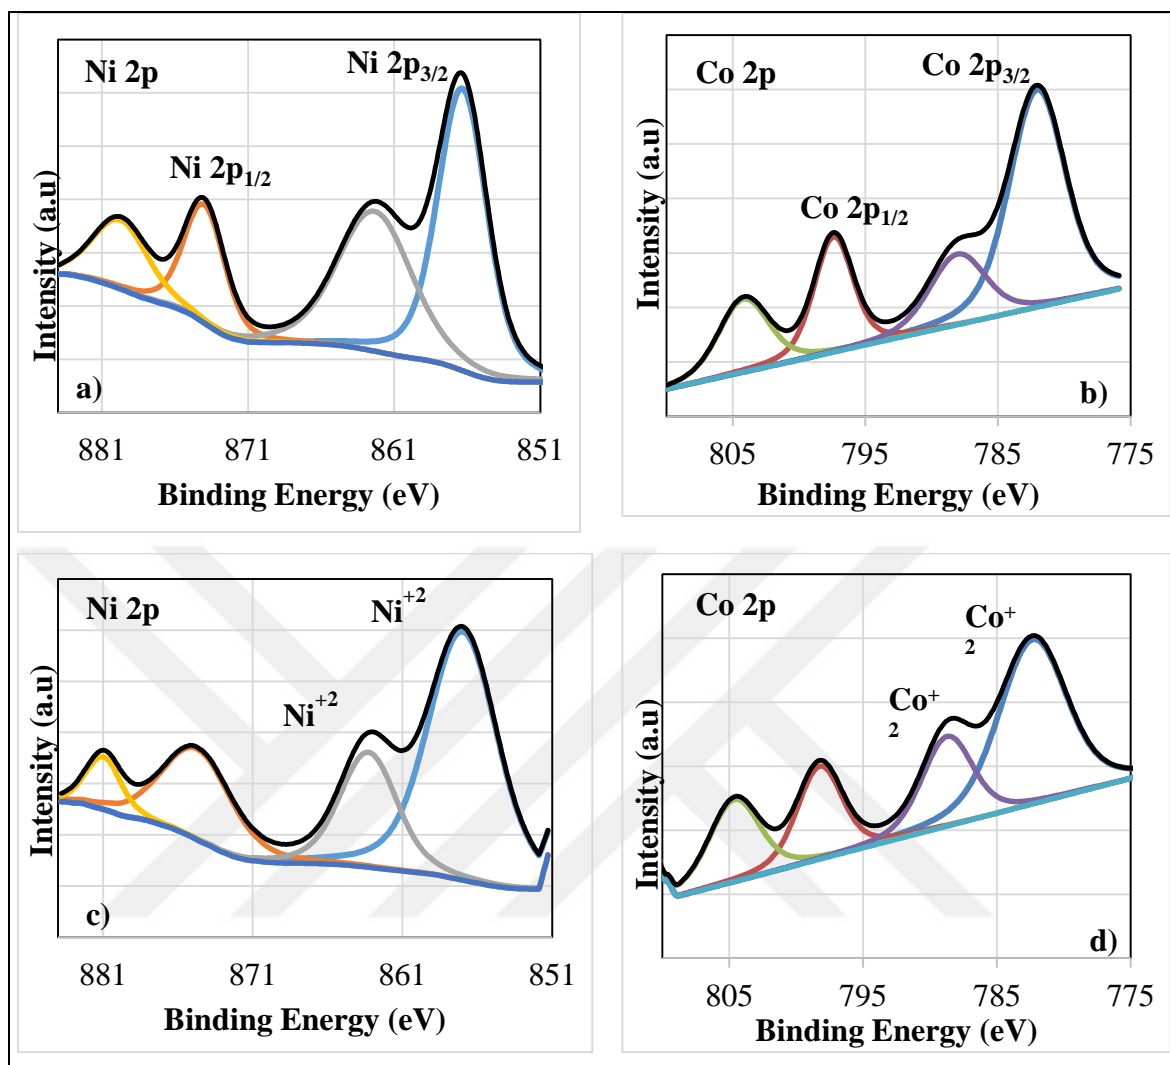 Ni 2p
Ni 2p3/2
Ni 2p1/2
Intensity (a.u)
a)
881 871 861 851
Binding Energy (eV)
Co 2p
Co 2p3/2
Co 2p1/2
Intensity (a.u)
b)
805 795 785 775
Binding Energy (eV)
Ni 2p
Ni+2
Ni+2
Intensity (a.u)
c)
881 871 861 851
Binding Energy (eV)
Co 2p
Co+
2
Co+
2
Intensity (a.u)
d)
805 795 785 775
Binding Energy (eV)